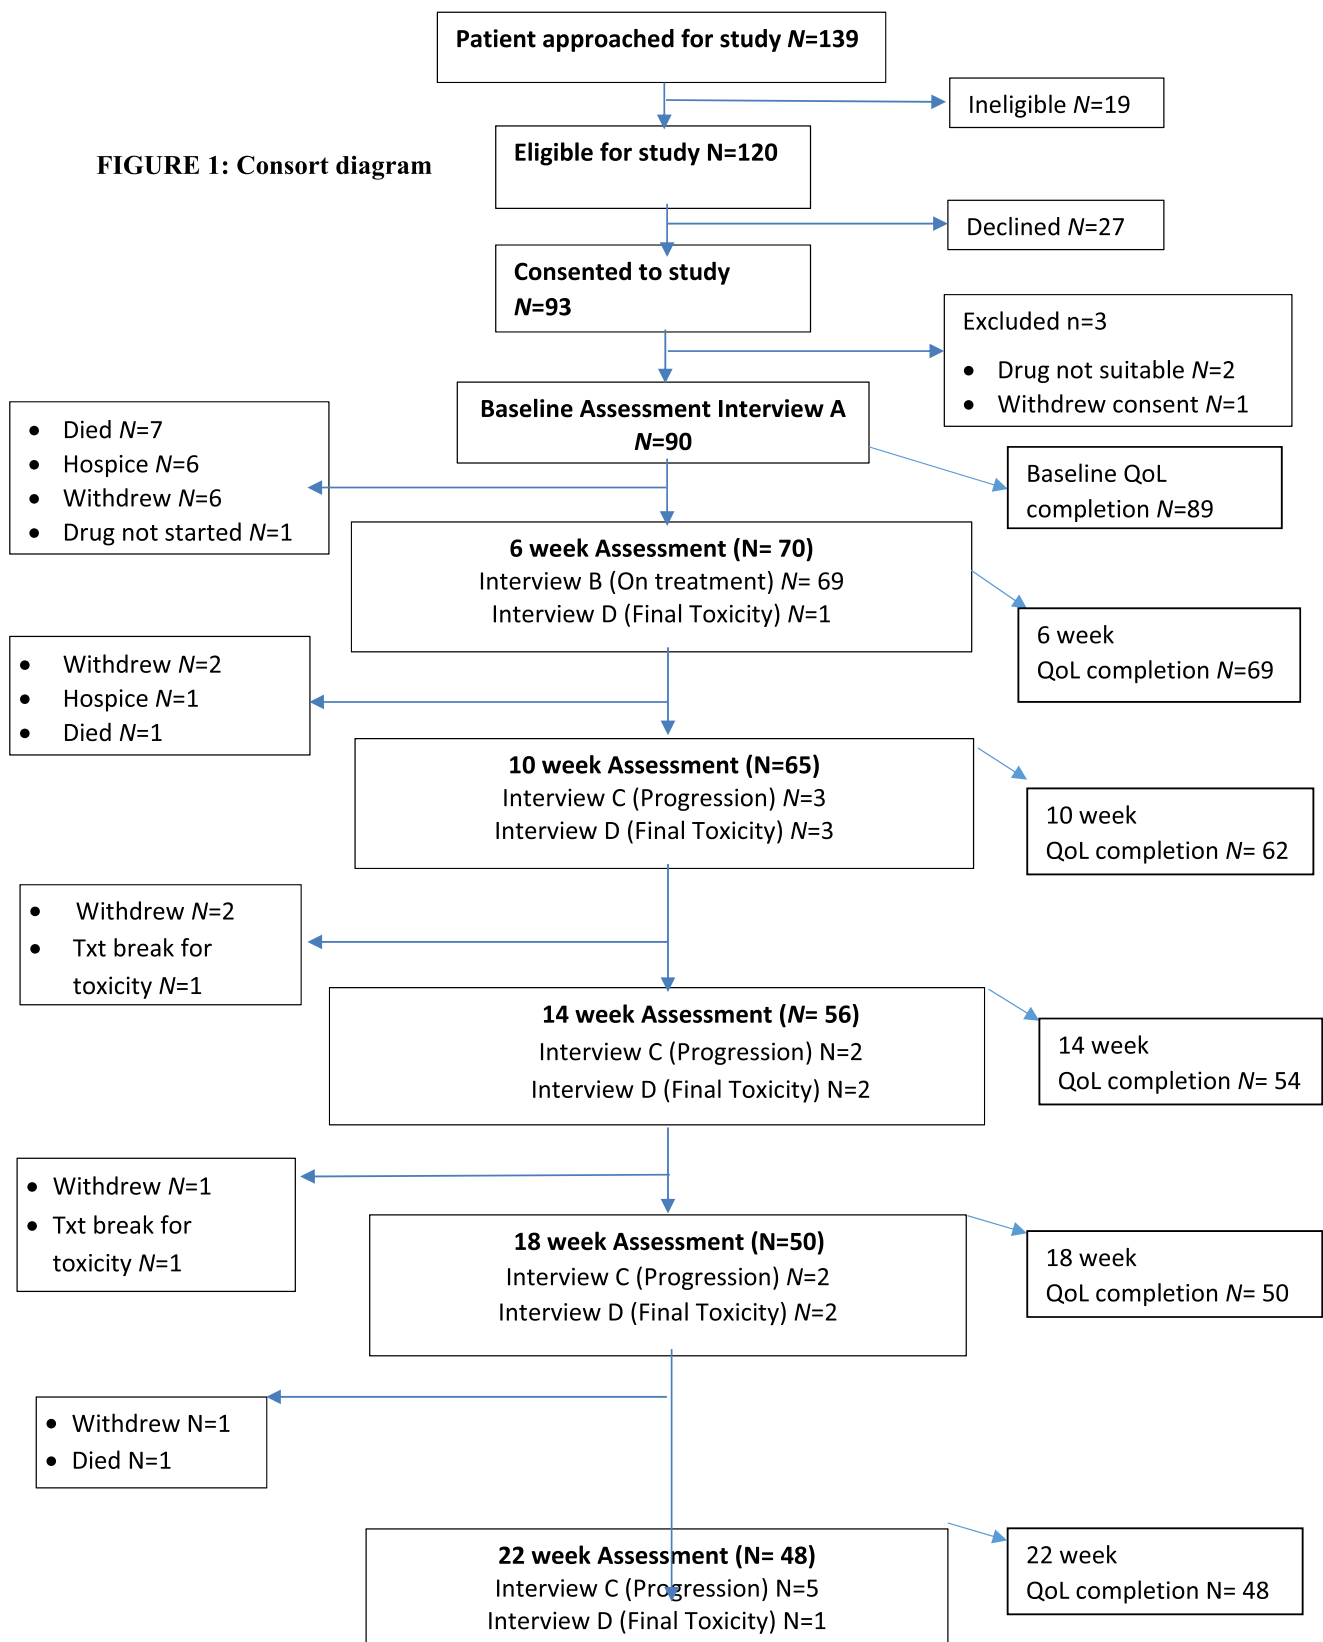 Patient approached for study N=139
Ineligible N=19
Eligible for study N=120
FIGURE 1: Consort diagram
Declined N=27
Consented to study
N=93
Excluded n=3
• Drug not suitable N=2
• Withdrew consent N=1
Baseline Assessment Interview A
N=90
• Died N=7
• Hospice N=6
• Withdrew N=6
• Drug not started N=1
Baseline QoL
completion N=89
6 week Assessment (N= 70)
Interview B (On treatment) N= 69
Interview D (Final Toxicity) N=1
6 week
QoL completion N=69
• Withdrew N=2
• Hospice N=1
• Died N=1
10 week Assessment (N=65)
Interview C (Progression) N=3
Interview D (Final Toxicity) N=3
10 week
QoL completion N= 62
• Withdrew N=2
• Txt break for
toxicity N=1
14 week Assessment (N= 56)
Interview C (Progression) N=2
Interview D (Final Toxicity) N=2
14 week
QoL completion N= 54
• Withdrew N=1
• Txt break for
toxicity N=1
18 week Assessment (N=50)
Interview C (Progression) N=2
Interview D (Final Toxicity) N=2
18 week
QoL completion N= 50
• Withdrew N=1
• Died N=1
22 week Assessment (N= 48)
Interview C (Progression) N=5
Interview D (Final Toxicity) N=1
22 week
QoL completion N= 48